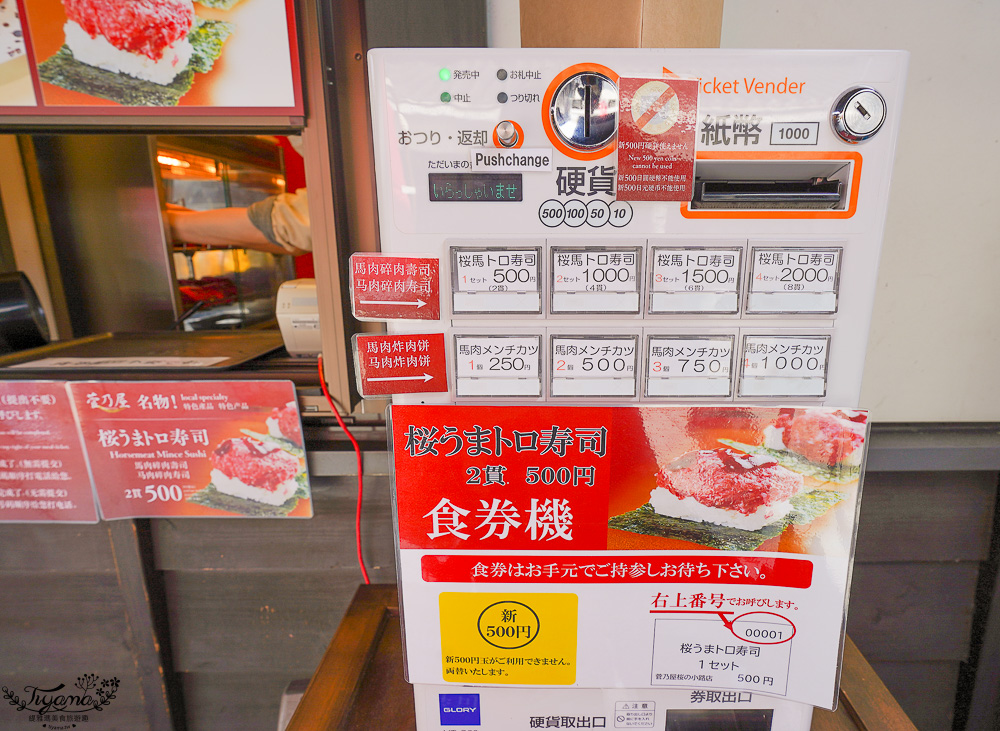 発売中
お札中止
中止
つり切れ
おつり・返却
Pushchange
いらっしゃいませ
硬貨
500 100 50 10
新500円硬貨使えません
New 500 yen coin
cannot be used
新500日圓硬幣不能使用
新500日元硬币不能使用
icket Vender
紙幣 1000
馬肉碎肉壽司
马肉碎肉寿司
桜馬トロ寿司
1セット 500円
(2貫)
桜馬トロ寿司
2セット 1000円
(4貫)
桜馬トロ寿司
3セット 1500円
(6貫)
桜馬トロ寿司
4セット 2000円
(8貫)
馬肉炸肉餅
马肉炸肉饼
馬肉メンチカツ
1個 250円
馬肉メンチカツ
2個 500円
馬肉メンチカツ
3個 750円
馬肉メンチカツ
4個 1000円
菅乃屋 名物! local specialty
特色產品 特色产品
桜うまトロ寿司
Horsemeat Mince Sushi
馬肉碎肉壽司
马肉碎肉寿司
2貫 500
桜うまトロ寿司
2貫 500円
食券機
食券はお手元でご持参しお待ち下さい。
新
500円
新500円玉がご利用できません。
両替いたします。
右上番号でお呼びします。
00001
桜うまトロ寿司
1セット
菅乃屋桜の小路店 500円
GLORY
硬貨取出口
注意
券取出口
Tiyama